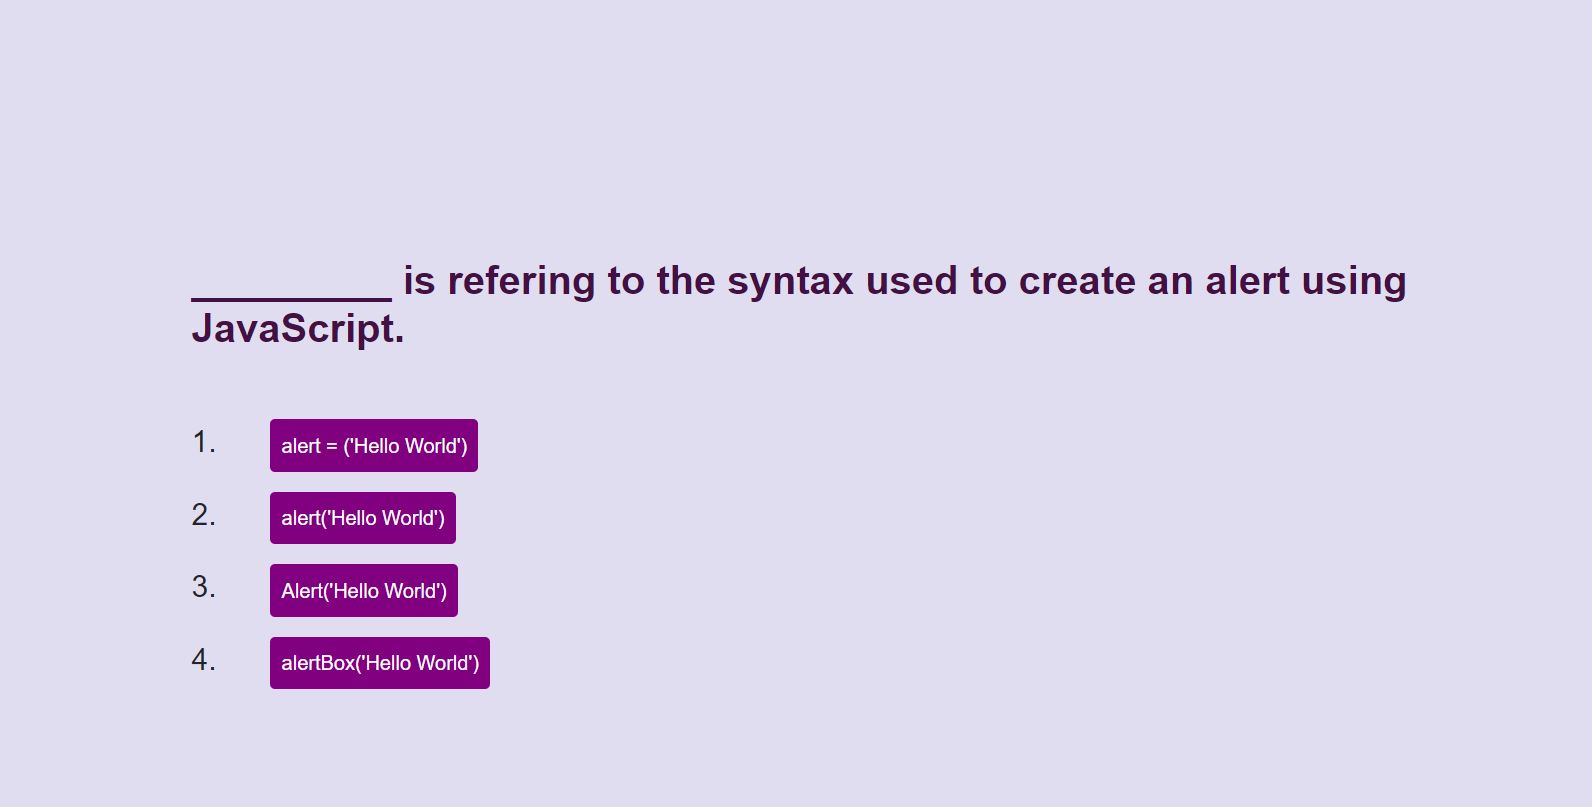 __________ is refering to the syntax used to create an alert using
JavaScript.
1. alert = ('Hello World')
2. alert('Hello World')
3. Alert('Hello World')
4. alertBox('Hello World')